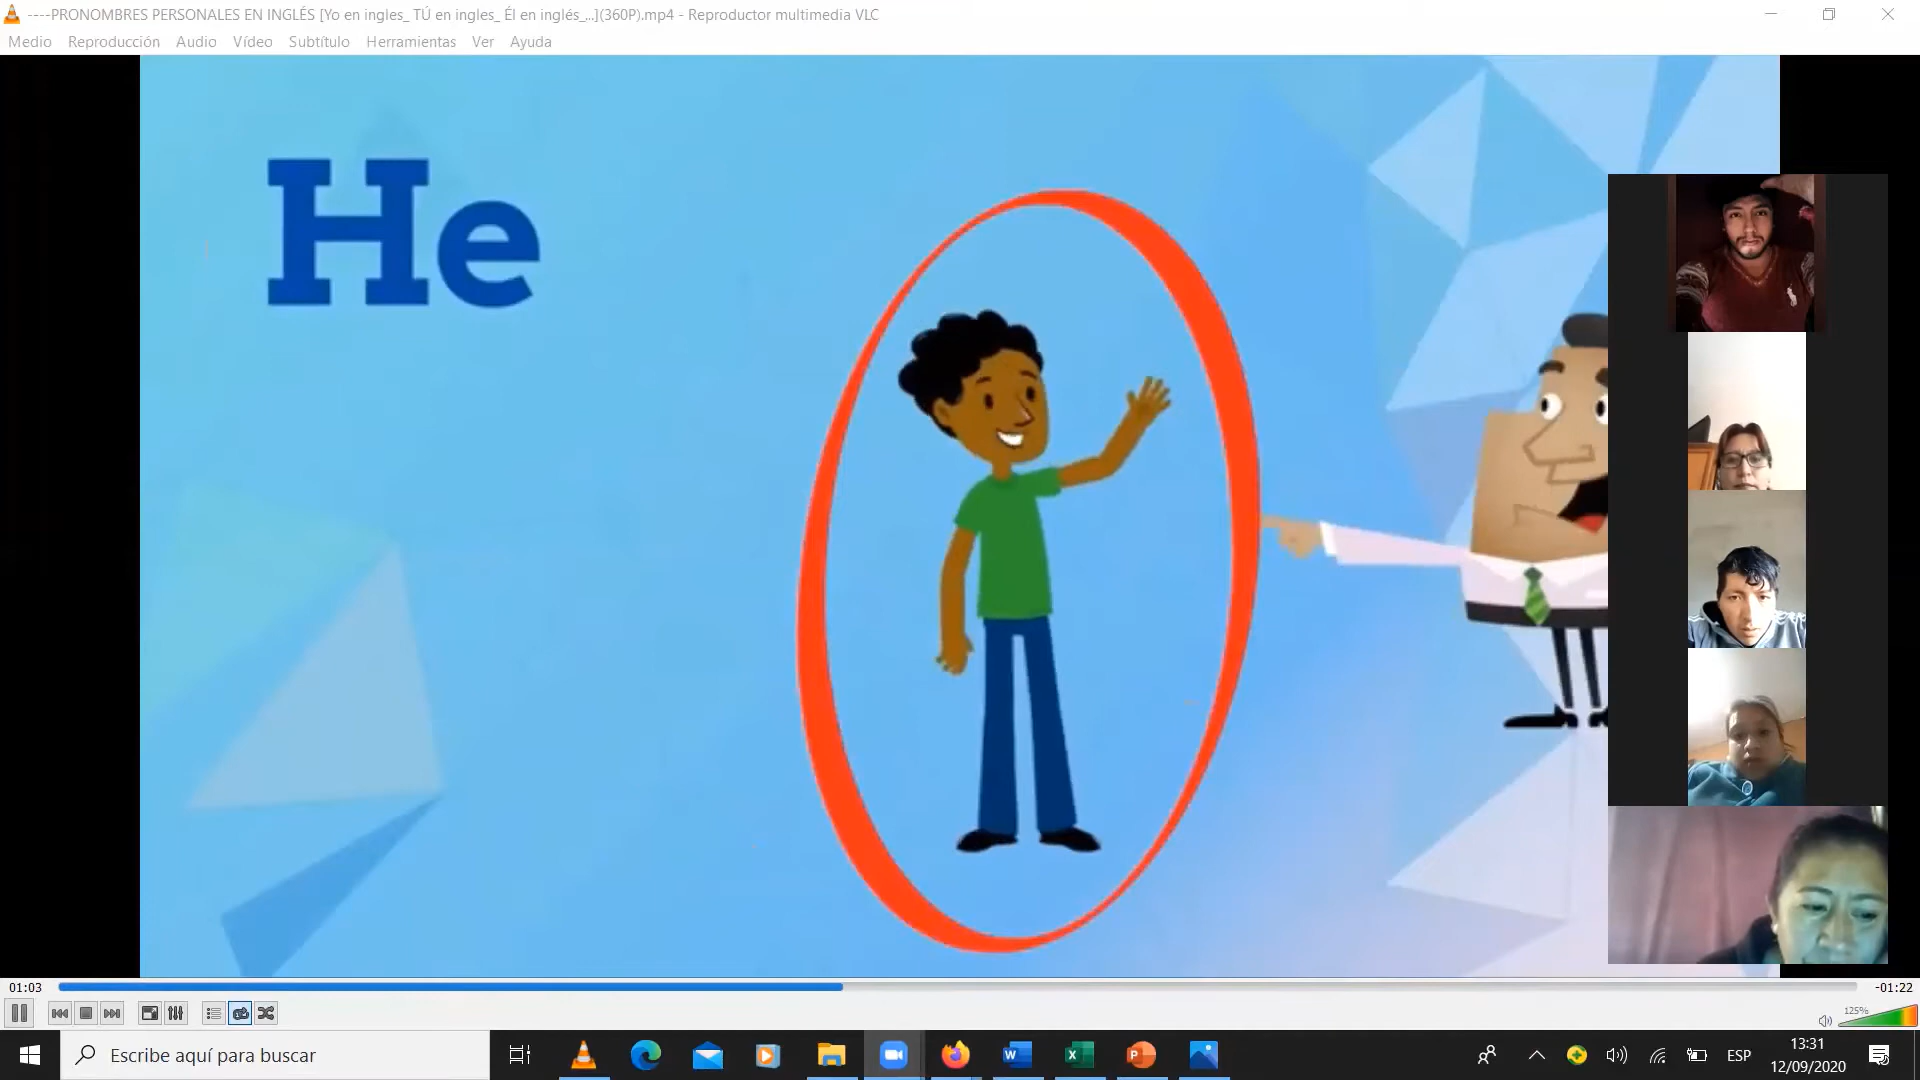 ----PRONOMBRES PERSONALES EN INGLÉS [Yo en ingles_ TÚ en ingles_ Él en inglés_...](360P).mp4 - Reproductor multimedia VLC
Medio Reproducción Audio Vídeo Subtítulo Herramientas Ver Ayuda
He
01:03
-01:22
125%
Escribe aquí para buscar
ESP
13:31
12/09/2020